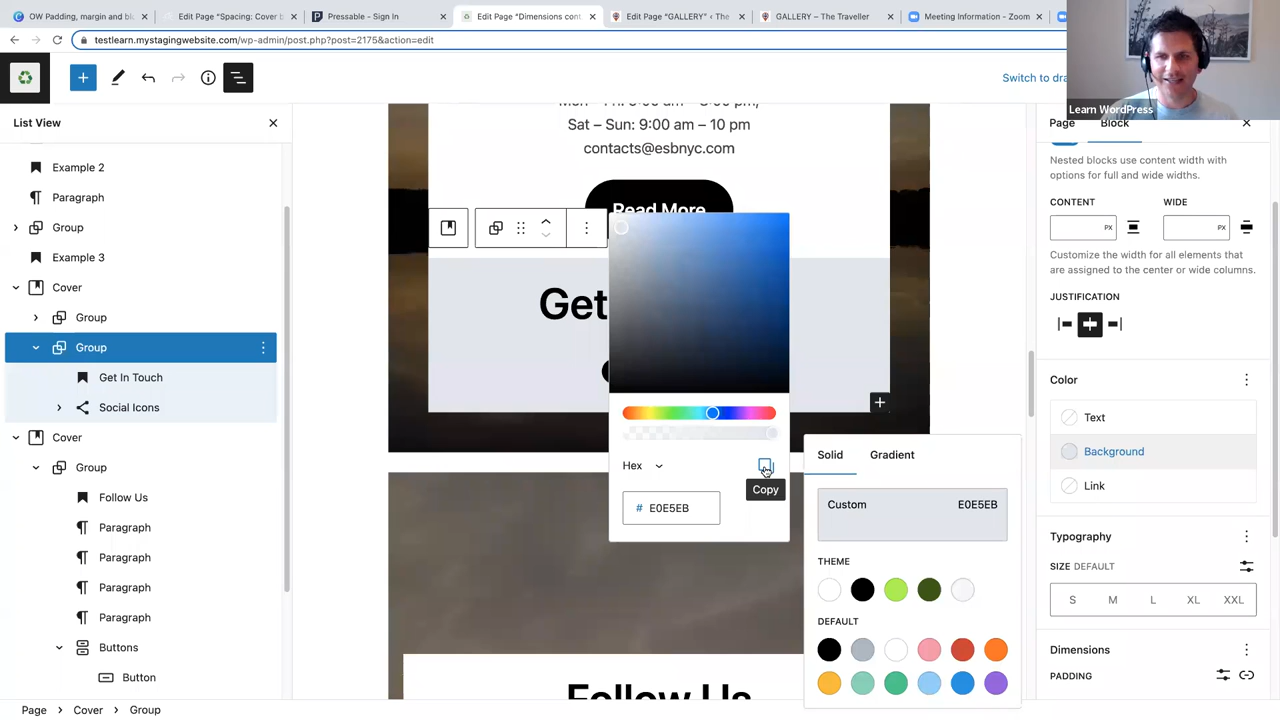 OW Padding, margin and blo
Edit Page "Spacing: Cover b
Pressable - Sign In
Edit Page "Dimensions cont
Edit Page "GALLERY" ‹ The T
GALLERY – The Traveller
Meeting Information - Zoom
testlearn.mystagingwebsite.com/wp-admin/post.php?post=2175&action=edit
Switch to dra
Learn WordPress
List View
Example 2
Paragraph
Group
Example 3
Cover
Group
Group
Get In Touch
Social Icons
Cover
Group
Follow Us
Paragraph
Paragraph
Paragraph
Paragraph
Buttons
Button
Page > Cover > Group
Sat – Sun: 9:00 am – 10 pm
contacts@esbnyc.com
Read More
Get
Hex
Copy
# E0E5EB
Follow Us
Solid Gradient
Custom E0E5EB
THEME
DEFAULT
Page Block
Nested blocks use content width with
options for full and wide widths.
CONTENT WIDE
PX PX
Customize the width for all elements that
are assigned to the center or wide columns.
JUSTIFICATION
Color
Text
Background
Link
Typography
SIZE DEFAULT
S M L XL XXL
Dimensions
PADDING